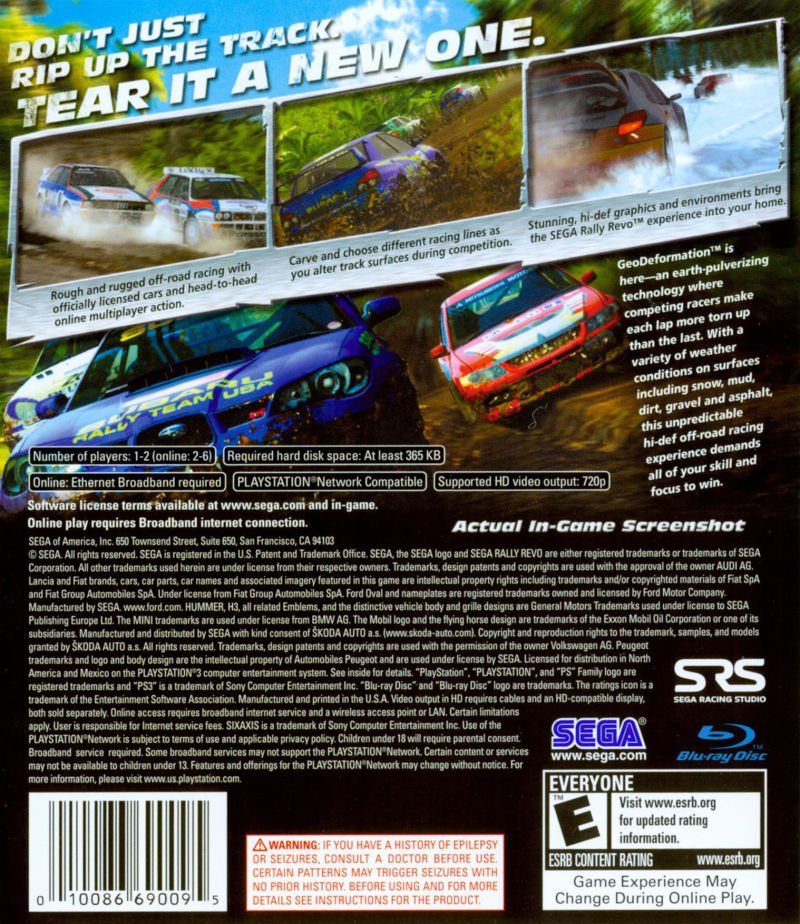 DON'T JUST
RIP UP THE TRACK.
TEAR IT A NEW ONE.
Rough and rugged off-road racing with
officially licensed cars and head-to-head
online multiplayer action.
Carve and choose different racing lines as
you alter track surfaces during competition.
Stunning, hi-def graphics and environments bring
the SEGA Rally Revo™ experience into your home.
GeoDeformation™ is
here—an earth-pulverizing
technology where
competing racers make
each lap more torn up
than the last. With a
variety of weather
conditions on surfaces
including snow, mud,
dirt, gravel and asphalt,
this unpredictable
hi-def off-road racing
experience demands
all of your skill and
focus to win.
SUBARU
RALLY TEAM USA
Number of players: 1-2 (online: 2-6)
Required hard disk space: At least 365 KB
Online: Ethernet Broadband required
PLAYSTATION®Network Compatible
Supported HD video output: 720p
Software license terms available at www.sega.com and in-game.
Online play requires Broadband internet connection.
Actual In-Game Screenshot
SEGA of America, Inc. 650 Townsend Street, Suite 650, San Francisco, CA 94103
© SEGA. All rights reserved. SEGA is registered in the U.S. Patent and Trademark Office. SEGA, the SEGA logo and SEGA RALLY REVO are either registered trademarks or trademarks of SEGA
Corporation. All other trademarks used herein are under license from their respective owners. Trademarks, design patents and copyrights are used with the approval of the owner AUDI AG.
Lancia and Fiat brands, cars, car parts, car names and associated imagery featured in this game are intellectual property rights including trademarks and/or copyrighted materials of Fiat SpA
and Fiat Group Automobiles SpA. Under license from Fiat Group Automobiles SpA. Ford Oval and nameplates are registered trademarks owned and licensed by Ford Motor Company.
Manufactured by SEGA. www.ford.com. HUMMER, H3, all related Emblems, and the distinctive vehicle body and grille designs are General Motors Trademarks used under license to SEGA
Publishing Europe Ltd. The MINI trademarks are used under license from BMW AG. The Mobil logo and the flying horse design are trademarks of the Exxon Mobil Oil Corporation or one of its
subsidiaries. Manufactured and distributed by SEGA with kind consent of ŠKODA AUTO a.s. (www.skoda-auto.com). Copyright and reproduction rights to the trademark, samples, and models
granted by ŠKODA AUTO a.s. All rights reserved. Trademarks, design patents and copyrights are used with the permission of the owner Volkswagen AG. Peugeot
trademarks and logo and body design are the intellectual property of Automobiles Peugeot and are used under license by SEGA. Licensed for distribution in North
America and Mexico on the PLAYSTATION®3 computer entertainment system. See inside for details. "PlayStation", "PLAYSTATION", and "PS" Family logo are
registered trademarks and "PS3" is a trademark of Sony Computer Entertainment Inc. "Blu-ray Disc" and "Blu-ray Disc" logo are trademarks. The ratings icon is a
trademark of the Entertainment Software Association. Manufactured and printed in the U.S.A. Video output in HD requires cables and an HD-compatible display,
both sold separately. Online access requires broadband internet service and a wireless access point or LAN. Certain limitations
apply. User is responsible for Internet service fees. SIXAXIS is a trademark of Sony Computer Entertainment Inc. Use of the
PLAYSTATION®Network is subject to terms of use and applicable privacy policy. Children under 18 will require parental consent.
Broadband service required. Some broadband services may not support the PLAYSTATION®Network. Certain content or services
may not be available to children under 13. Features and offerings for the PLAYSTATION®Network may change without notice. For
more information, please visit www.us.playstation.com.
SRS
SEGA RACING STUDIO
SEGA®
www.sega.com
Blu-ray Disc™
EVERYONE
E™
Visit www.esrb.org
for updated rating
information.
ESRB CONTENT RATING www.esrb.org
Game Experience May
Change During Online Play.
0 10086 69009 5
WARNING: IF YOU HAVE A HISTORY OF EPILEPSY
OR SEIZURES, CONSULT A DOCTOR BEFORE USE.
CERTAIN PATTERNS MAY TRIGGER SEIZURES WITH
NO PRIOR HISTORY. BEFORE USING AND FOR MORE
DETAILS SEE INSTRUCTIONS FOR THE PRODUCT.